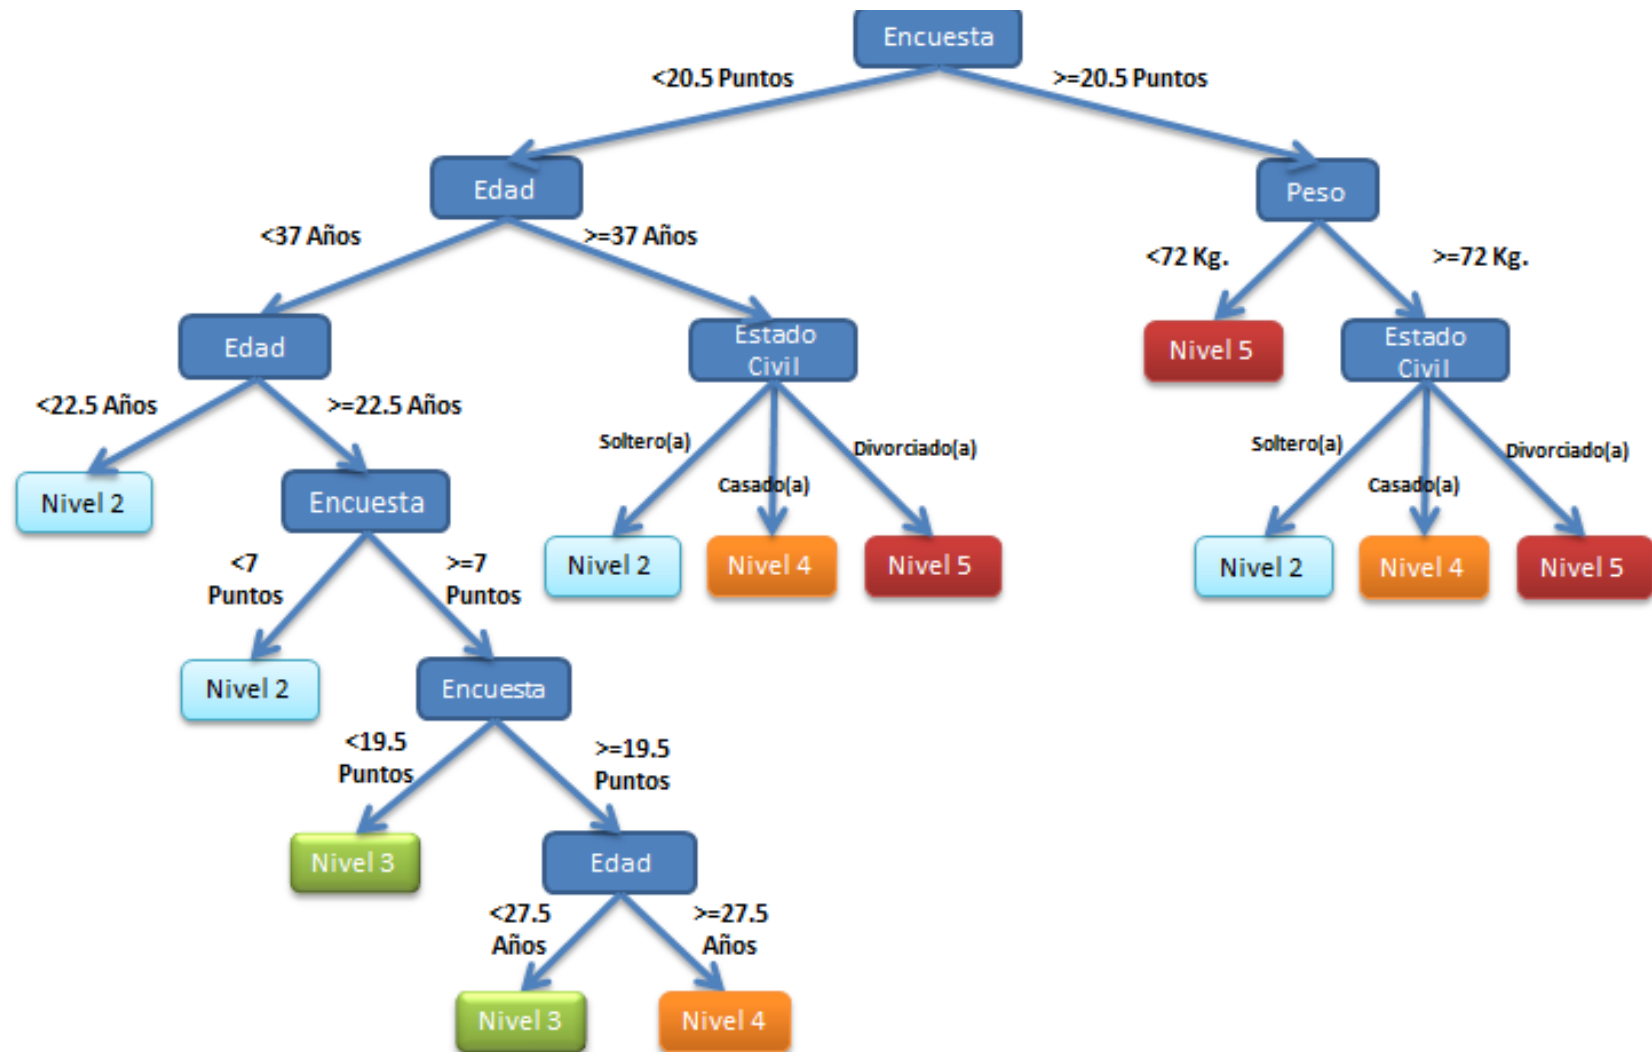 Encuesta
<20.5 Puntos
>=20.5 Puntos
Edad
Peso
<37 Años
>=37 Años
<72 Kg.
>=72 Kg.
Edad
Estado
Civil
Nivel 5
Estado
Civil
<22.5 Años
>=22.5 Años
Soltero(a)
Casado(a)
Divorciado(a)
Soltero(a)
Casado(a)
Divorciado(a)
Nivel 2
Encuesta
Nivel 2
Nivel 4
Nivel 5
Nivel 2
Nivel 4
Nivel 5
<7
Puntos
>=7
Puntos
Nivel 2
Encuesta
<19.5
Puntos
>=19.5
Puntos
Nivel 3
Edad
<27.5
Años
>=27.5
Años
Nivel 3
Nivel 4